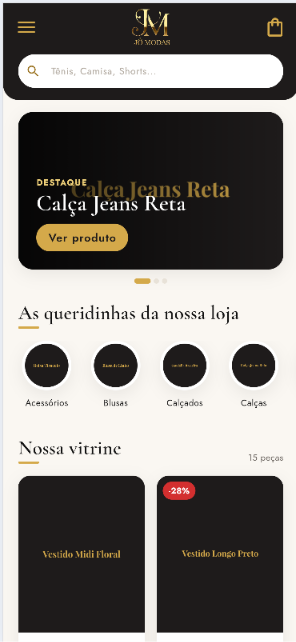 JM
JÔ MODAS
Tênis, Camisa, Shorts...
DESTAQUE
Calça Jeans Reta
Calça Jeans Reta
Ver produto
As queridinhas da nossa loja
Acessórios
Blusas
Calçados
Calças
Nossa vitrine
15 peças
-28%
Vestido Midi Floral
Vestido Longo Preto